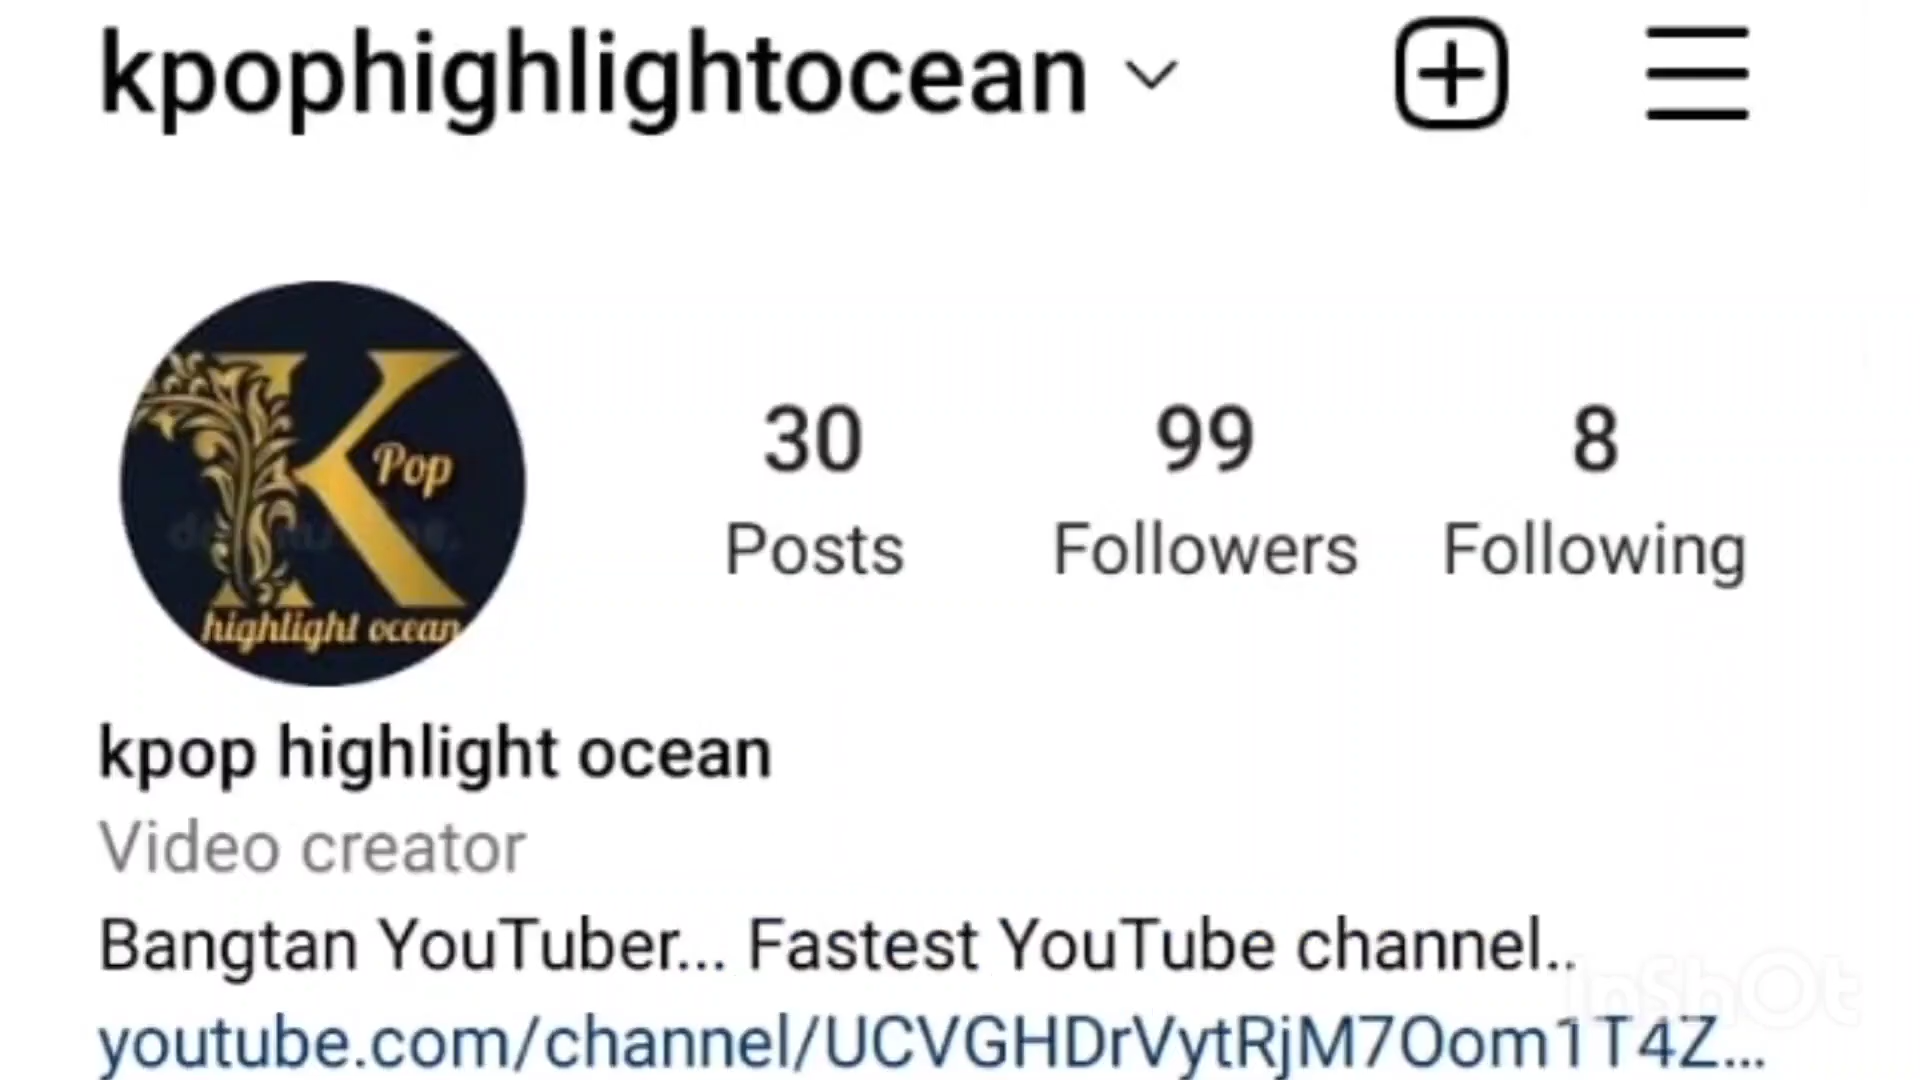 kpophighlightocean
K
Pop
highlight ocean
30 99 8
Posts Followers Following
kpop highlight ocean
Video creator
Bangtan YouTuber... Fastest YouTube channel..
youtube.com/channel/UCVGHDrVytRjM7Oom1T4Z...
InShOt